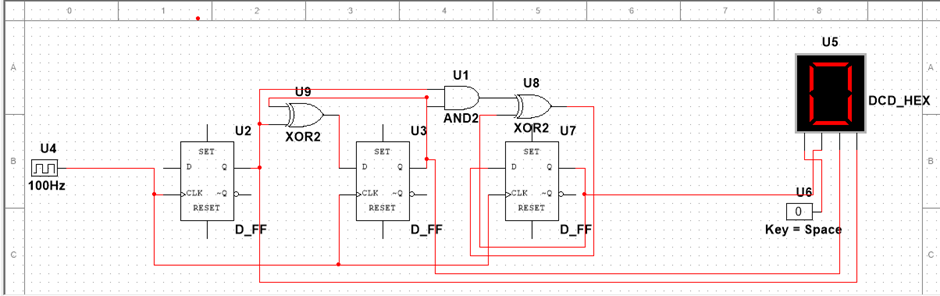 0 1 2 3 4 5 6 7 8
A A
B B
C C
U5
DCD_HEX
0
U1
AND2
U8
XOR2
U9
XOR2
U2
SET
D Q
CLK ~Q
RESET
D_FF
U3
SET
D Q
CLK ~Q
RESET
D_FF
U7
SET
D Q
CLK ~Q
RESET
D_FF
U4
100Hz
U6
0
Key = Space